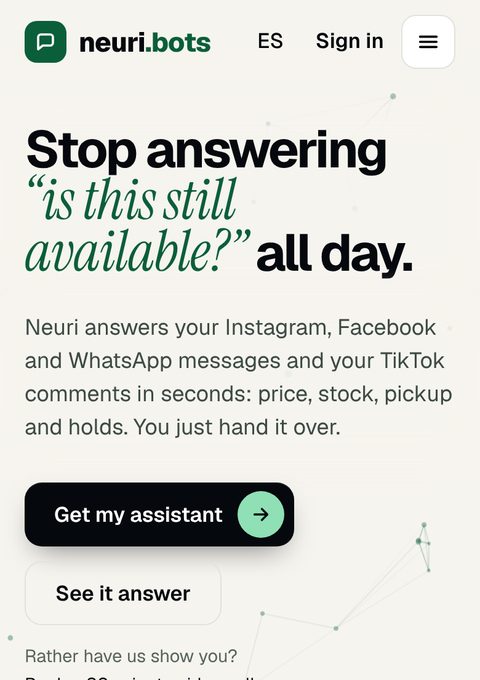 neuri.bots
ES
Sign in
Stop answering
“is this still
available?” all day.
Neuri answers your Instagram, Facebook
and WhatsApp messages and your TikTok
comments in seconds: price, stock, pickup
and holds. You just hand it over.
Get my assistant
See it answer
Rather have us show you?